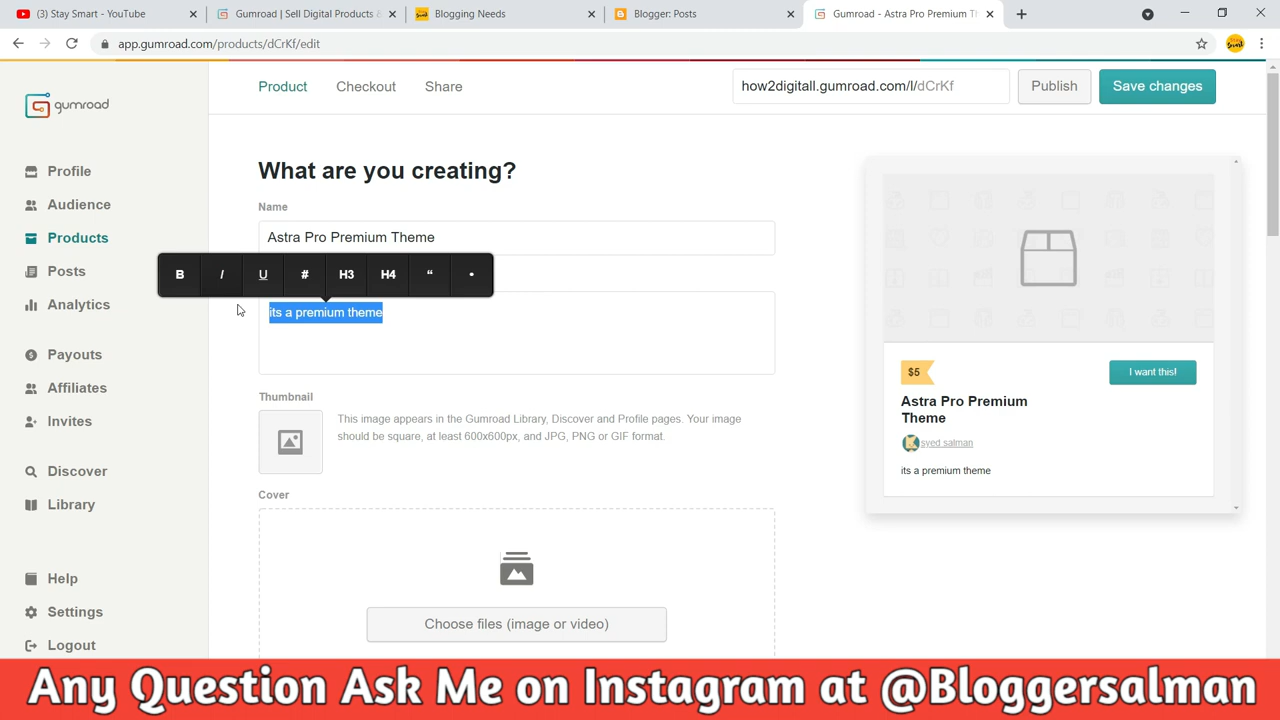 (3) Stay Smart - YouTube
Gumroad | Sell Digital Products &
Blogging Needs
Blogger: Posts
Gumroad - Astra Pro Premium T
app.gumroad.com/products/dCrKf/edit
gumroad
Product
Checkout
Share
how2digitall.gumroad.com/l/dCrKf
Publish
Save changes
Profile
Audience
Products
Posts
Analytics
Payouts
Affiliates
Invites
Discover
Library
Help
Settings
Logout
What are you creating?
Name
Astra Pro Premium Theme
B I U # H3 H4 “ •
its a premium theme
Thumbnail
This image appears in the Gumroad Library, Discover and Profile pages. Your image
should be square, at least 600x600px, and JPG, PNG or GIF format.
Cover
Choose files (image or video)
$5
I want this!
Astra Pro Premium
Theme
syed salman
its a premium theme
Any Question Ask Me on Instagram at @Bloggersalman